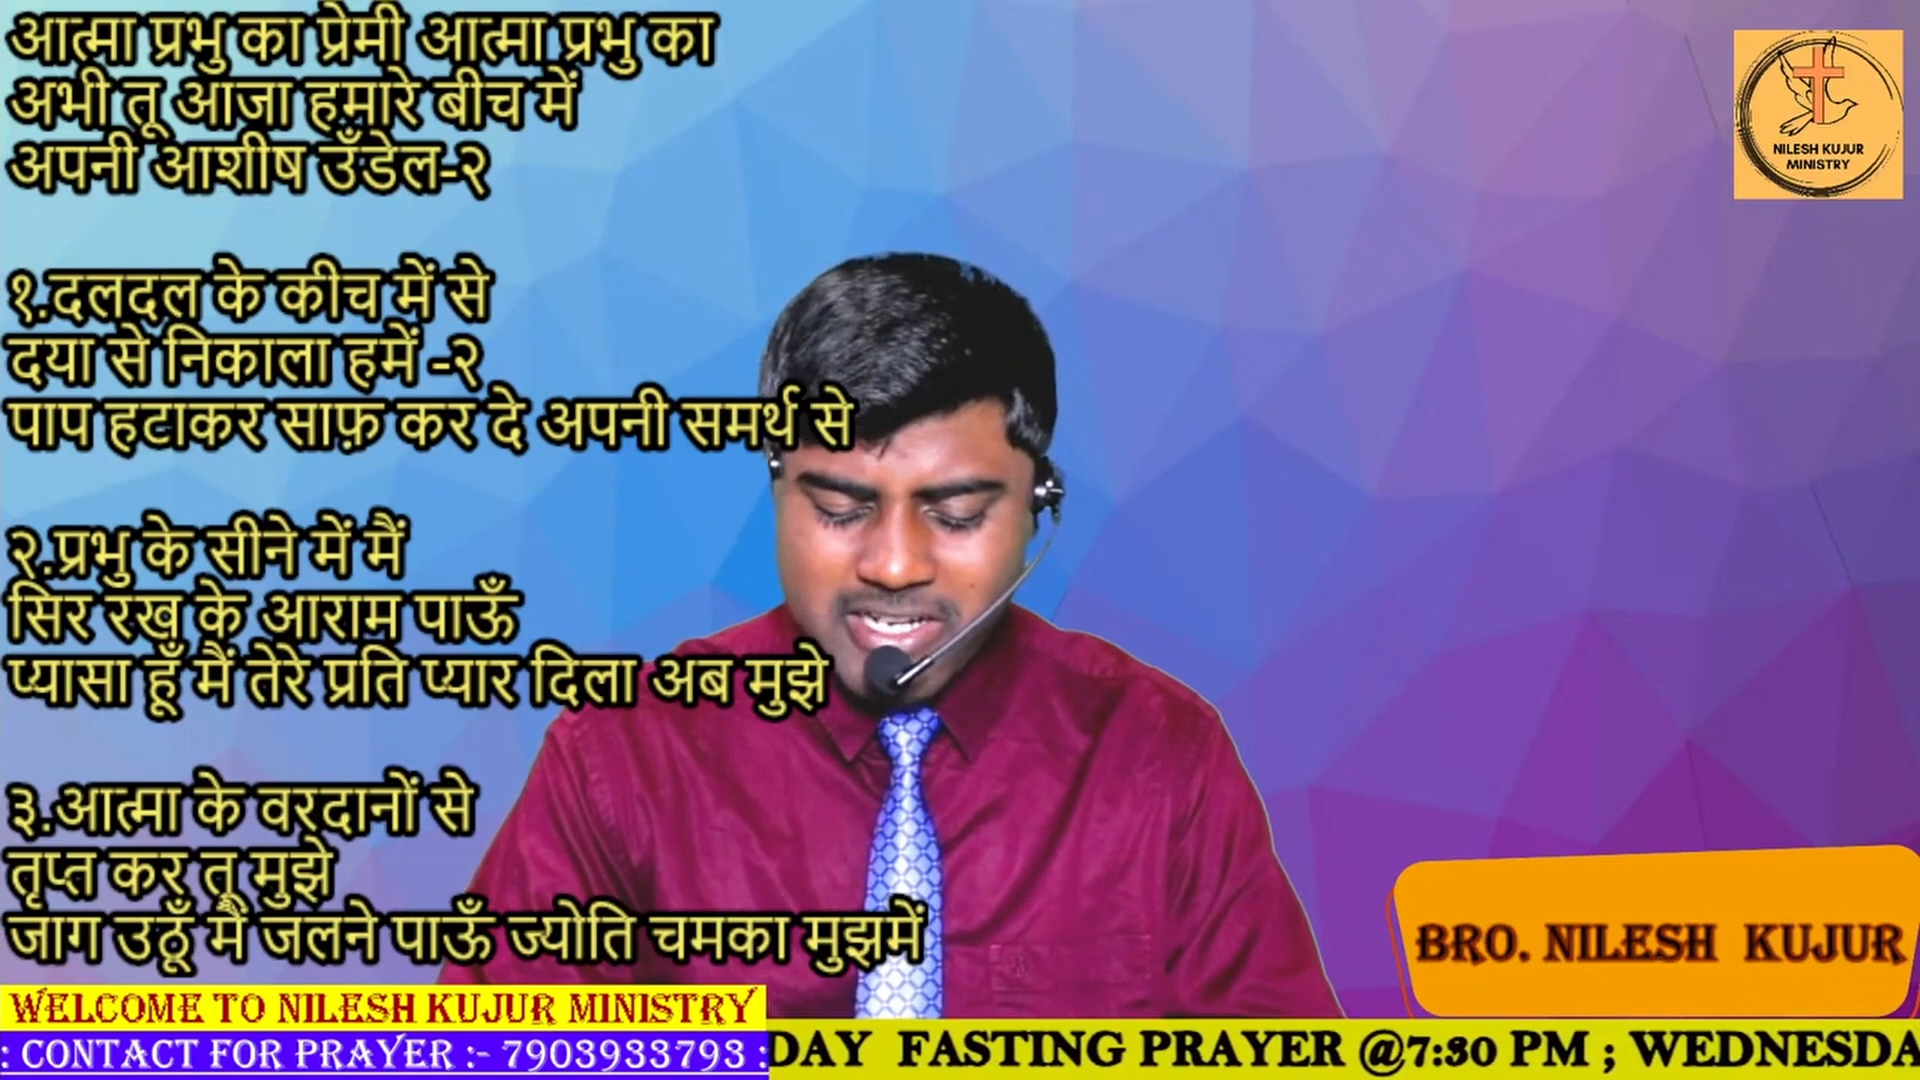 आत्मा प्रभु का प्रेमी आत्मा प्रभु का
अभी तू आजा हमारे बीच में
अपनी आशीष उँडेल-२
१.दलदल के कीच में से
दया से निकाला हमें -२
पाप हटाकर साफ़ कर दे अपनी समर्थ से
२.प्रभु के सीने में मैं
सिर रख के आराम पाऊँ
प्यासा हूँ मैं तेरे प्रति प्यार दिला अब मुझे
३.आत्मा के वरदानों से
तृप्त कर तू मुझे
जाग उठूँ मैं जलने पाऊँ ज्योति चमका मुझमें
NILESH KUJUR
MINISTRY
BRO. NILESH KUJUR
WELCOME TO NILESH KUJUR MINISTRY
: CONTACT FOR PRAYER :- 7903933793 :
DAY FASTING PRAYER @7:30 PM ; WEDNESDA